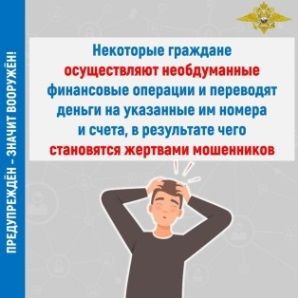 ПРЕДУПРЕЖДЁН – ЗНАЧИТ ВООРУЖЁН!
Некоторые граждане
осуществляют необдуманные
финансовые операции и переводят
деньги на указанные им номера
и счета, в результате чего
становятся жертвами мошенников